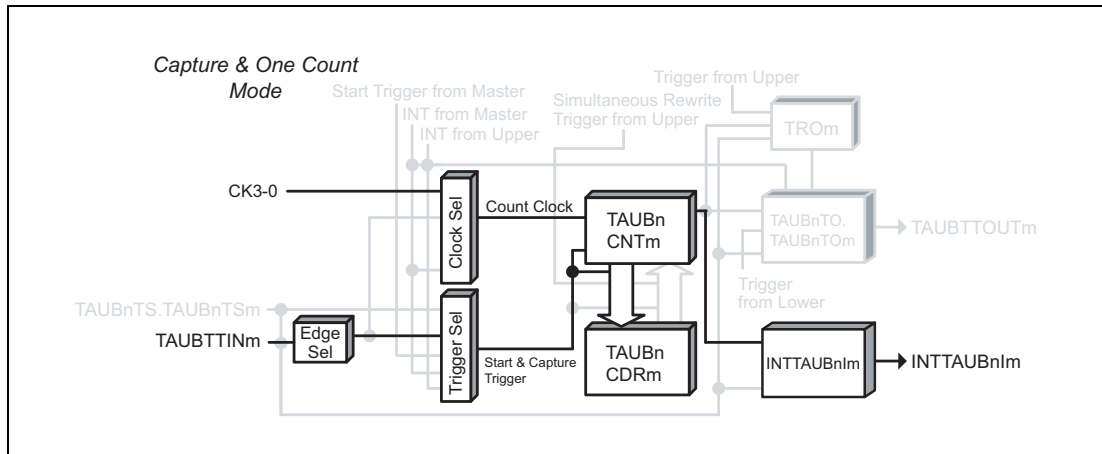 Capture & One Count
Mode
Start Trigger from Master
INT from Master
INT from Upper
Simultaneous Rewrite
Trigger from Upper
Trigger from Upper
TROm
CK3-0
Clock Sel
Count Clock
TAUBn
CNTm
TAUBnTO.
TAUBnTOm
TAUBTTOUTm
Trigger
from Lower
TAUBnTS.TAUBnTSm
TAUBTTINm
Edge
Sel
Trigger Sel
Start & Capture
Trigger
TAUBn
CDRm
INTTAUBnIm
INTTAUBnIm